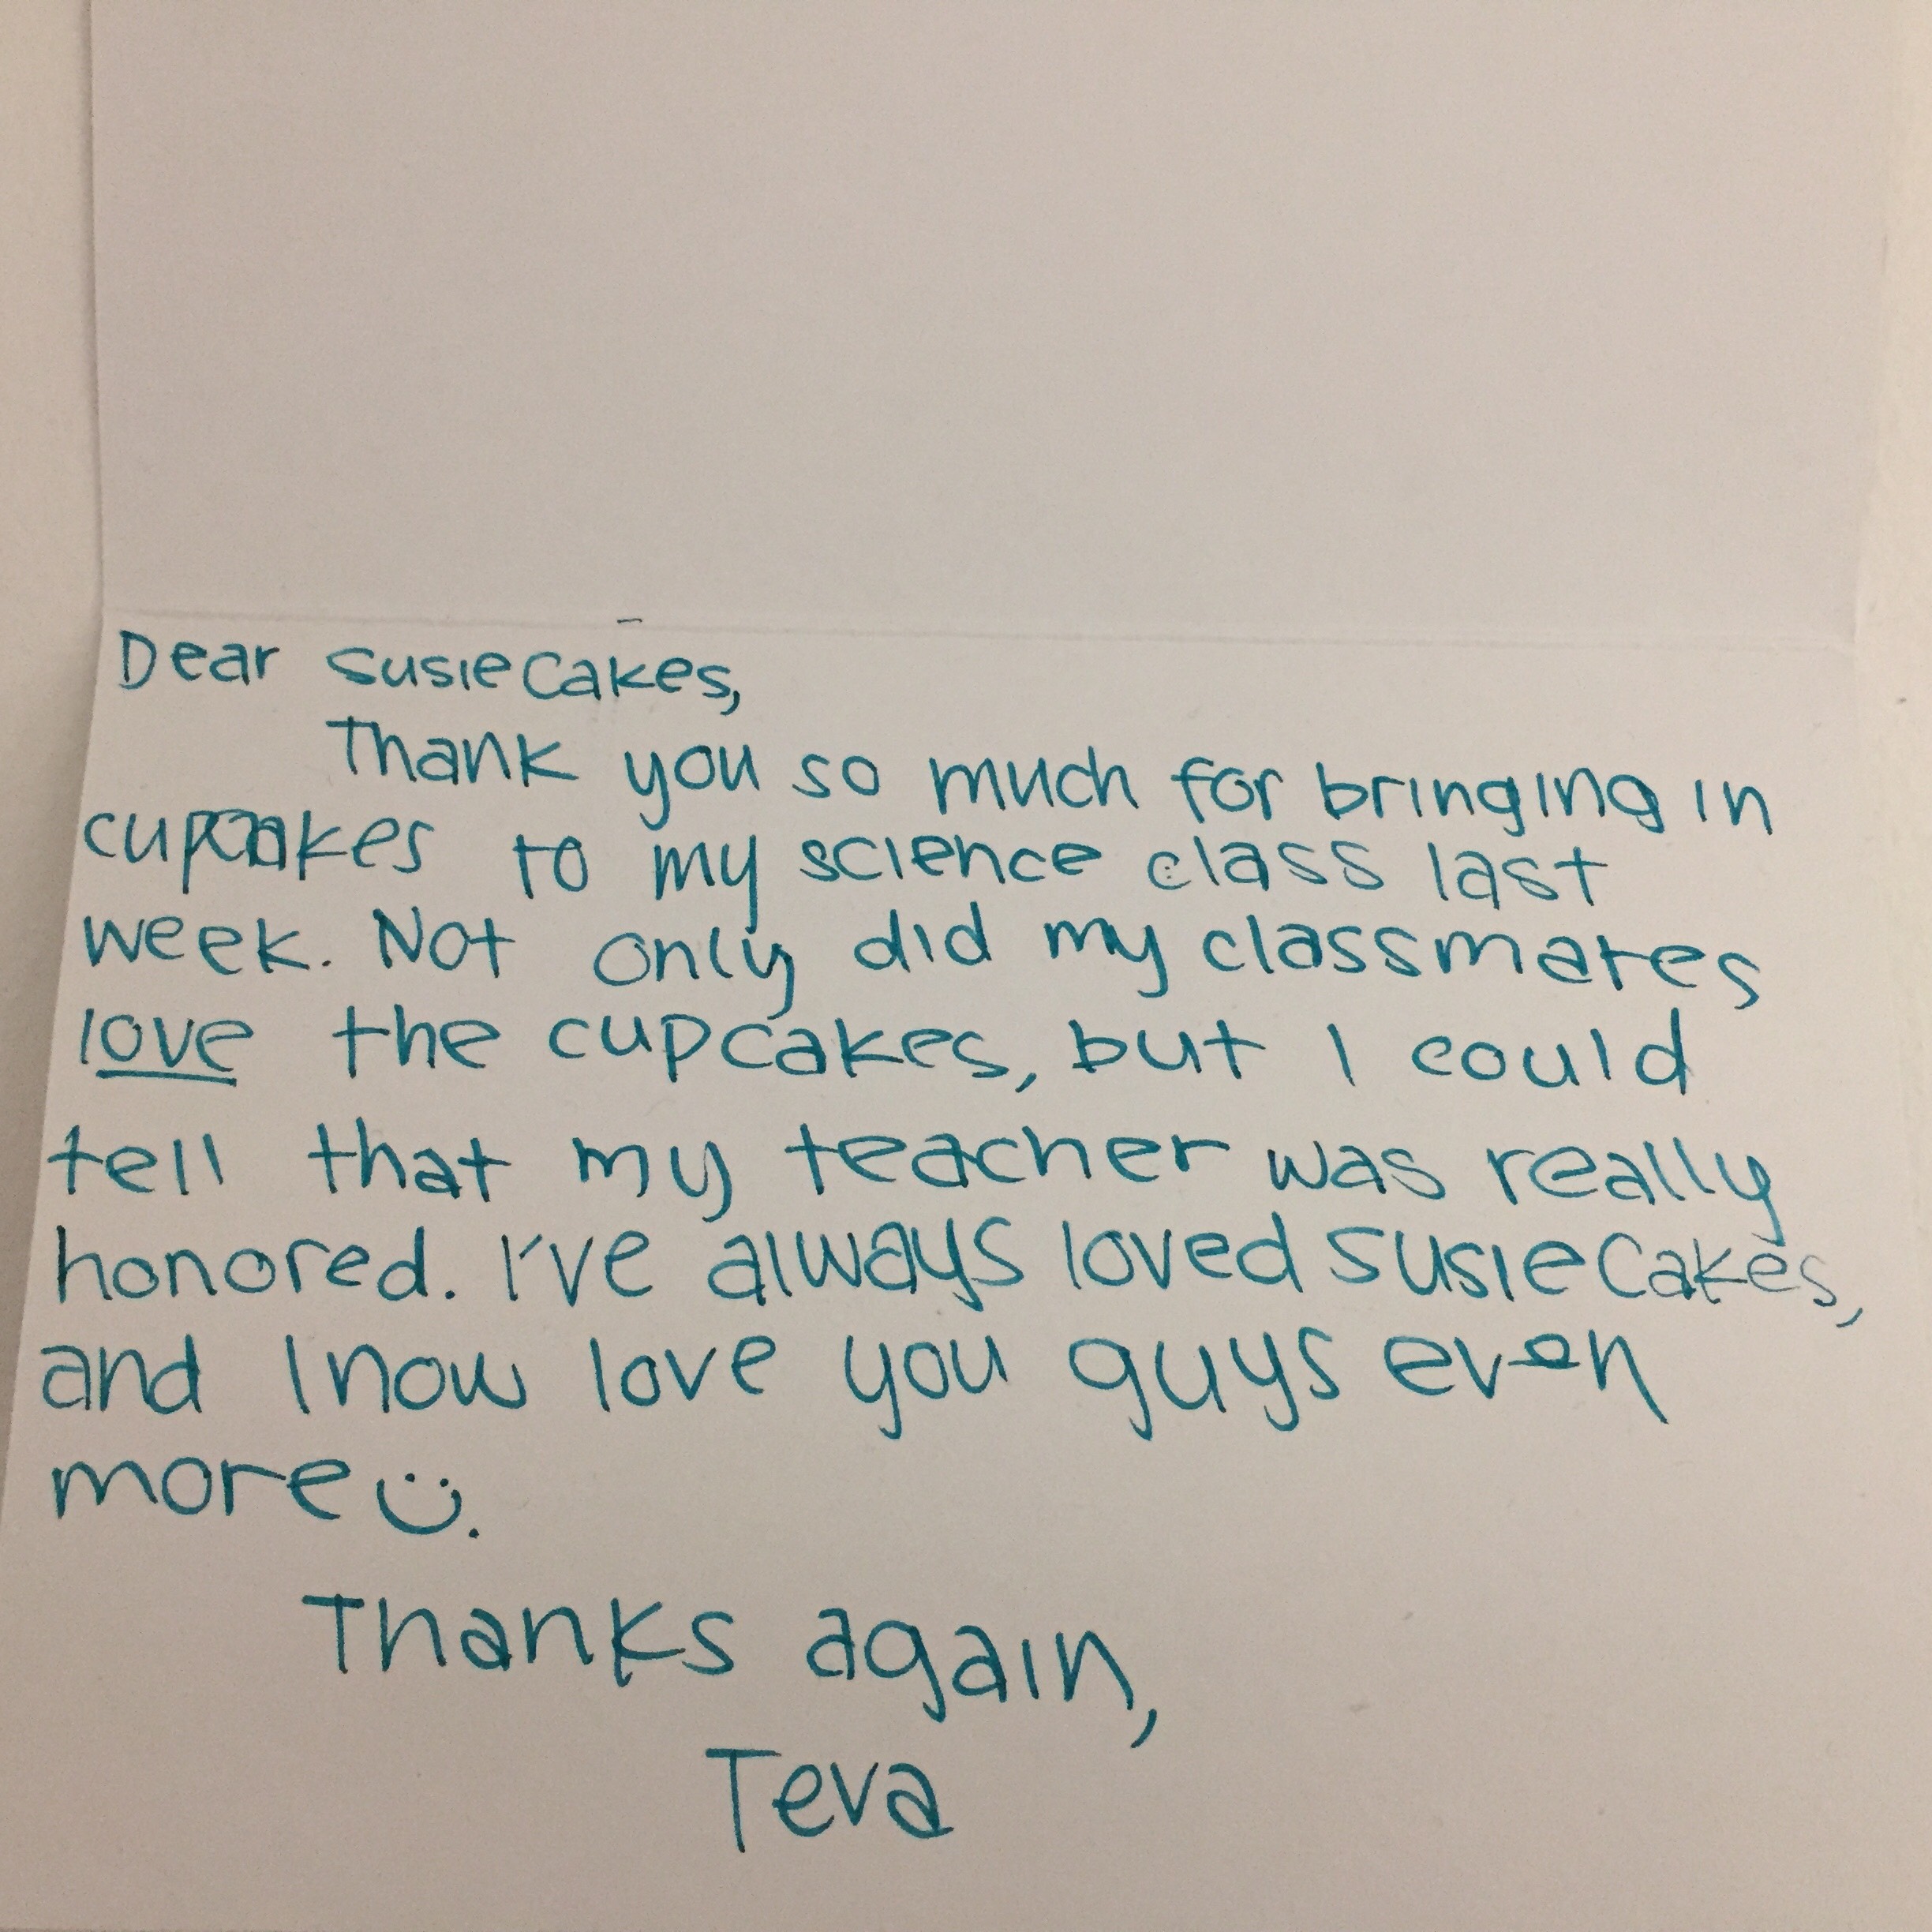 Dear SusieCakes,
Thank you so much for bringing in
cupcakes to my science class last
week. Not only did my classmates
love the cupcakes, but I could
tell that my teacher was really
honored. I've always loved SusieCakes,
and I now love you guys even
more :).
Thanks again,
Teva